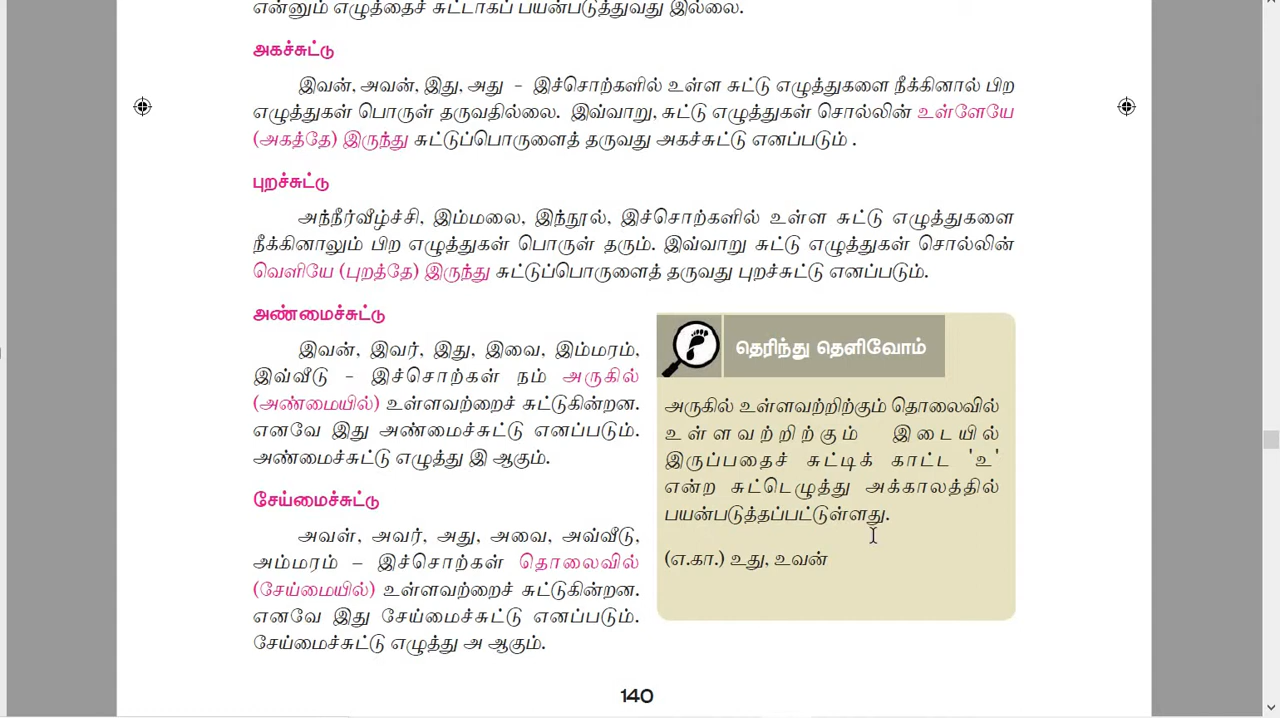 என்னும் எழுத்தைச் சுட்டாகப் பயன்படுத்துவது இல்லை.
அகச்சுட்டு
இவன், அவன், இது, அது - இச்சொற்களில் உள்ள சுட்டு எழுத்துகளை நீக்கினால் பிற
எழுத்துகள் பொருள் தருவதில்லை. இவ்வாறு, சுட்டு எழுத்துகள் சொல்லின் உள்ளேயே
(அகத்தே) இருந்து சுட்டுப்பொருளைத் தருவது அகச்சுட்டு எனப்படும் .
புறச்சுட்டு
அந்நீர்வீழ்ச்சி, இம்மலை, இந்நூல், இச்சொற்களில் உள்ள சுட்டு எழுத்துகளை
நீக்கினாலும் பிற எழுத்துகள் பொருள் தரும். இவ்வாறு சுட்டு எழுத்துகள் சொல்லின்
வெளியே (புறத்தே) இருந்து சுட்டுப்பொருளைத் தருவது புறச்சுட்டு எனப்படும்.
அண்மைச்சுட்டு
இவன், இவர், இது, இவை, இம்மரம்,
இவ்வீடு - இச்சொற்கள் நம் அருகில்
(அண்மையில்) உள்ளவற்றைச் சுட்டுகின்றன.
எனவே இது அண்மைச்சுட்டு எனப்படும்.
அண்மைச்சுட்டு எழுத்து இ ஆகும்.
சேய்மைச்சுட்டு
அவள், அவர், அது, அவை, அவ்வீடு,
அம்மரம் – இச்சொற்கள் தொலைவில்
(சேய்மையில்) உள்ளவற்றைச் சுட்டுகின்றன.
எனவே இது சேய்மைச்சுட்டு எனப்படும்.
சேய்மைச்சுட்டு எழுத்து அ ஆகும்.
தெரிந்து தெளிவோம்
அருகில் உள்ளவற்றிற்கும் தொலைவில்
உள்ளவற்றிற்கும் இடையில்
இருப்பதைச் சுட்டிக் காட்ட 'உ'
என்ற சுட்டெழுத்து அக்காலத்தில்
பயன்படுத்தப்பட்டுள்ளது.
(எ.கா.) உது, உவன்
140